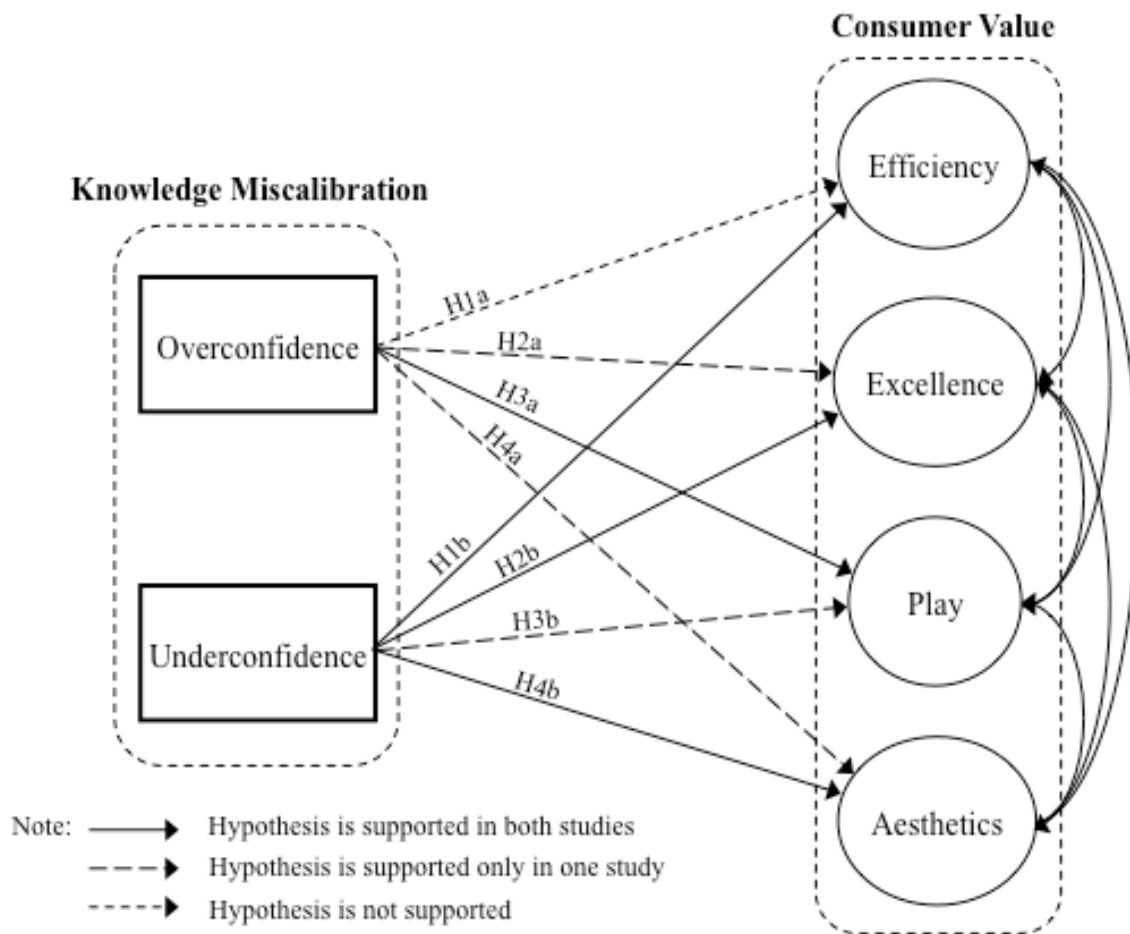 Consumer Value
Efficiency
Knowledge Miscalibration
H1a
Overconfidence
H2a
Excellence
H3a
H4a
H1b
H2b
Play
H3b
Underconfidence
H4b
Aesthetics
Note:
Hypothesis is supported in both studies
Hypothesis is supported only in one study
Hypothesis is not supported